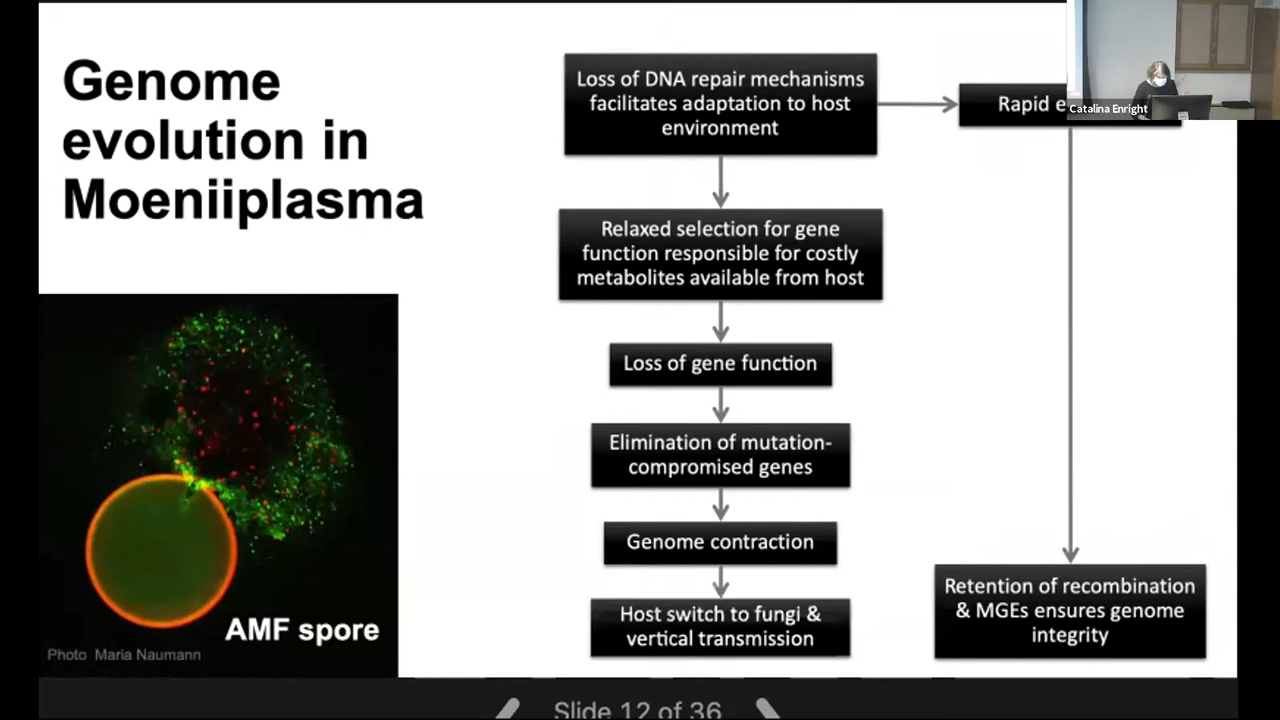 Genome
evolution in
Moeniiplasma
Loss of DNA repair mechanisms
facilitates adaptation to host
environment
Rapid
Catalina Enright
Relaxed selection for gene
function responsible for costly
metabolites available from host
Loss of gene function
Elimination of mutation-
compromised genes
Genome contraction
Host switch to fungi &
vertical transmission
Retention of recombination
& MGEs ensures genome
integrity
AMF spore
Photo Maria Naumann
Slide 12 of 36